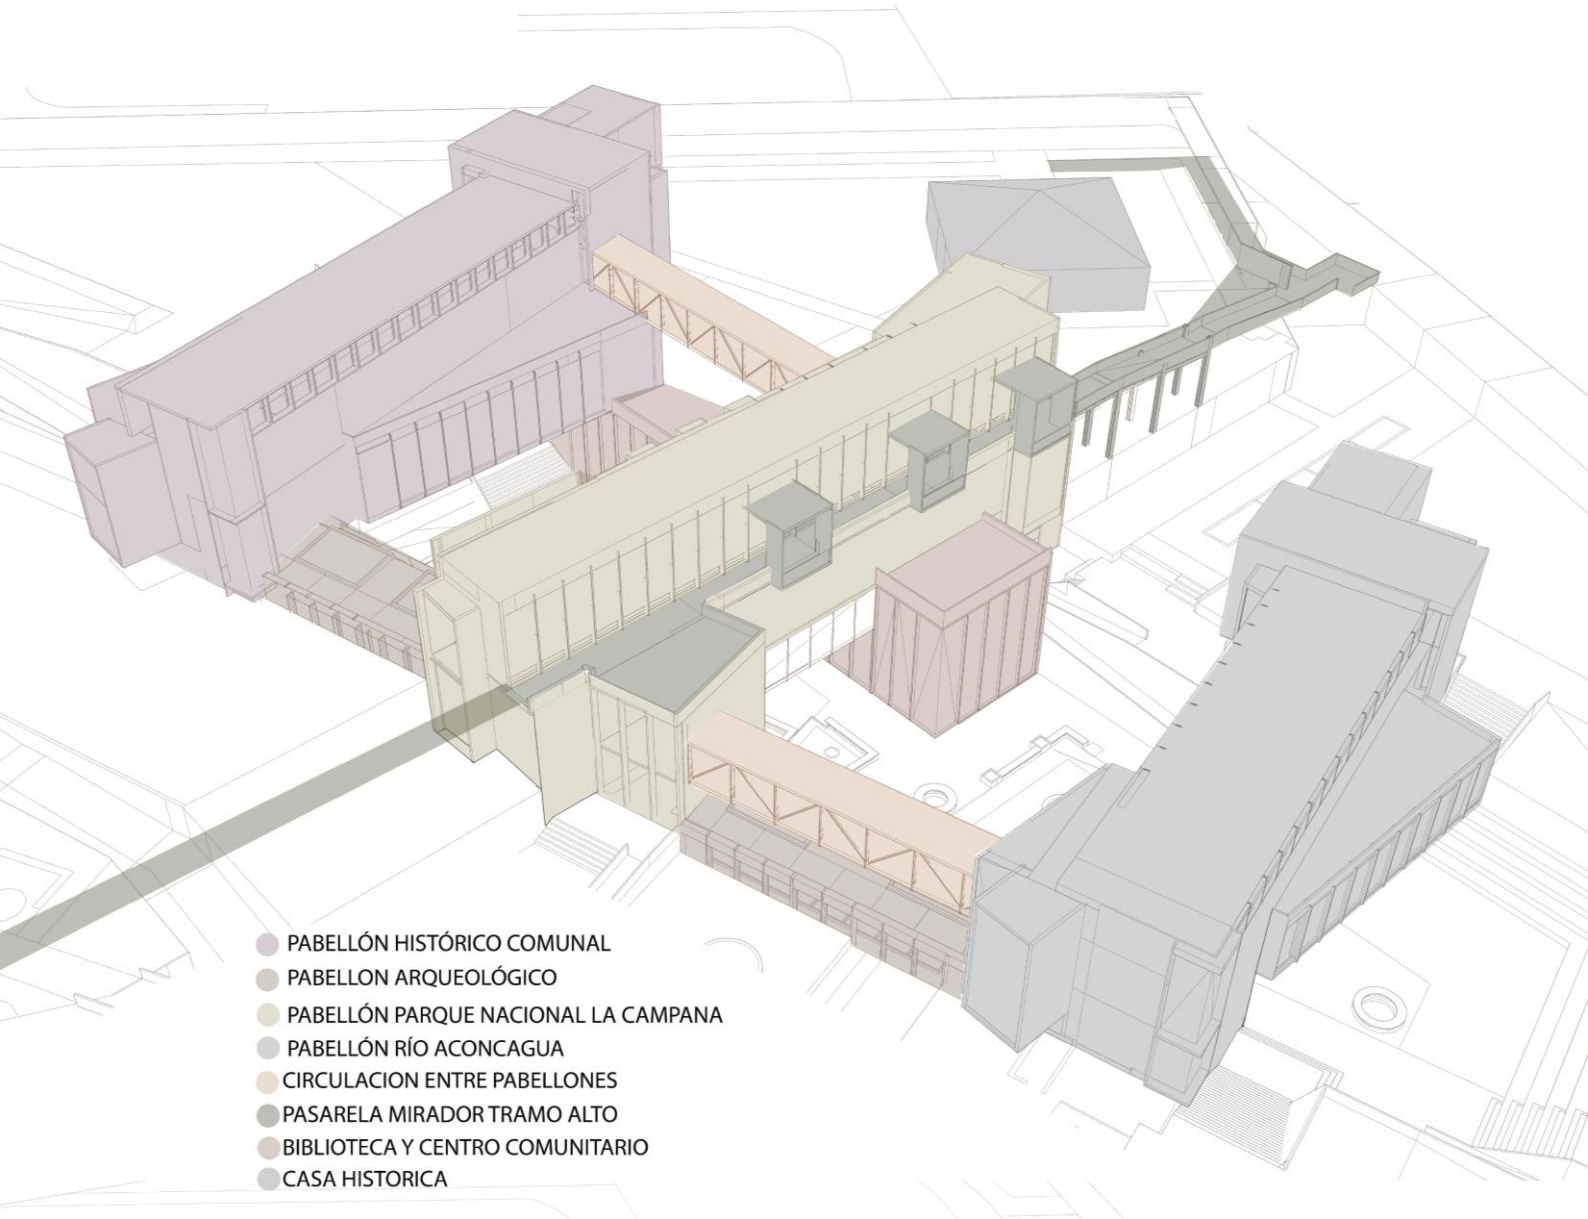 PABELLÓN HISTÓRICO COMUNAL
PABELLON ARQUEOLÓGICO
PABELLÓN PARQUE NACIONAL LA CAMPANA
PABELLÓN RÍO ACONCAGUA
CIRCULACION ENTRE PABELLONES
PASARELA MIRADOR TRAMO ALTO
BIBLIOTECA Y CENTRO COMUNITARIO
CASA HISTORICA